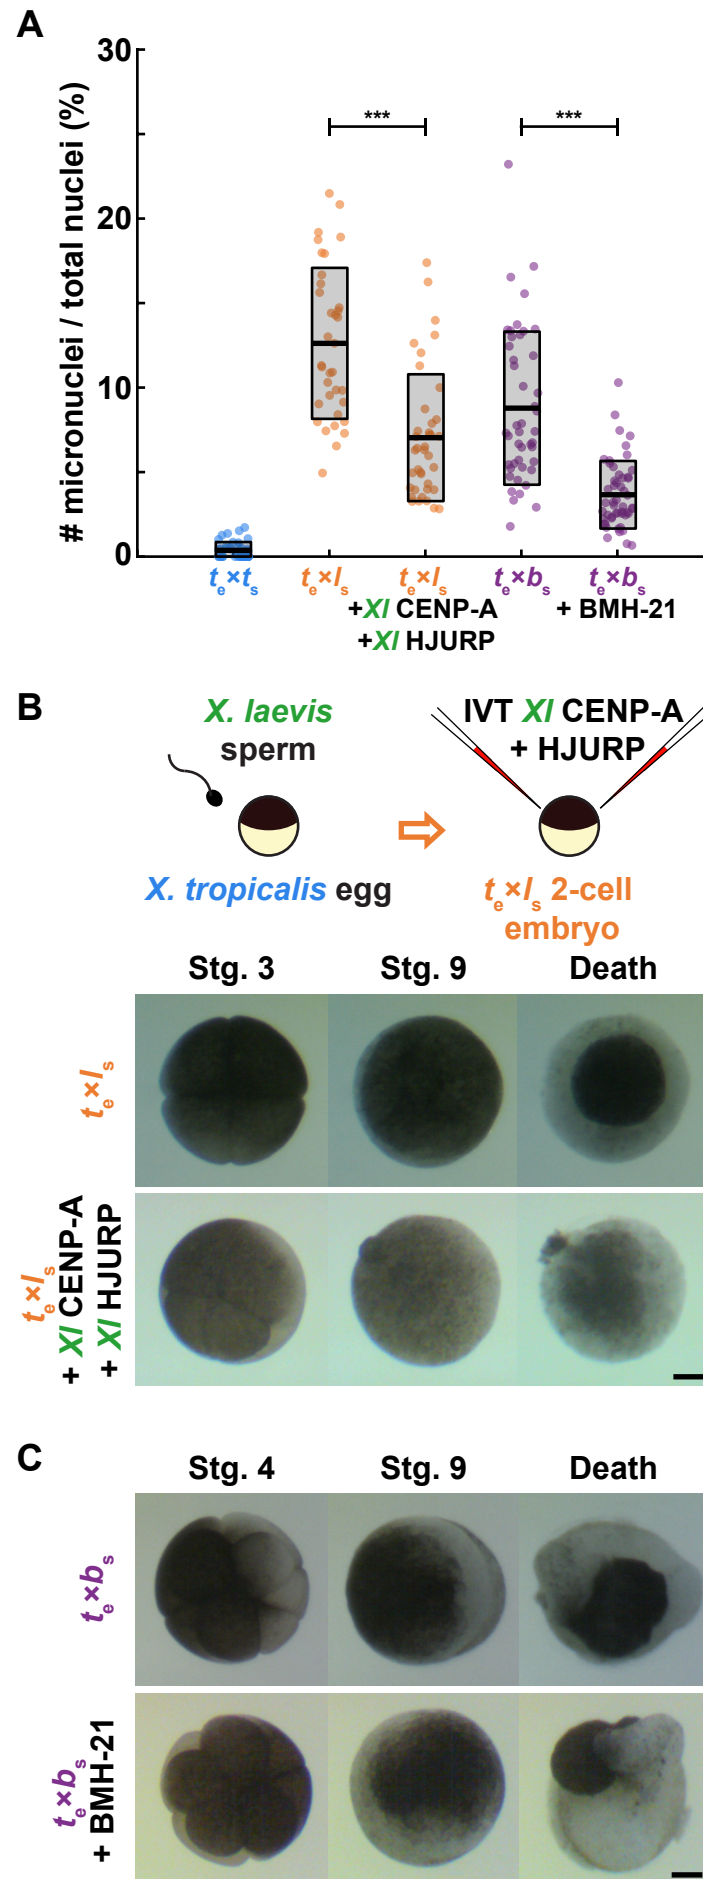 A
30
20
10
0
# micronuclei / total nuclei (%)
***
***
te×ts
te×ls
te×ls
te×bs
te×bs
+Xl CENP-A
+ BMH-21
+Xl HJURP
B
X. laevis
sperm
IVT Xl CENP-A
+ HJURP
X. tropicalis egg
te×ls 2-cell
embryo
Stg. 3
Stg. 9
Death
te×ls
te×ls
+ Xl CENP-A
+ Xl HJURP
C
Stg. 4
Stg. 9
Death
te×bs
te×bs
+ BMH-21